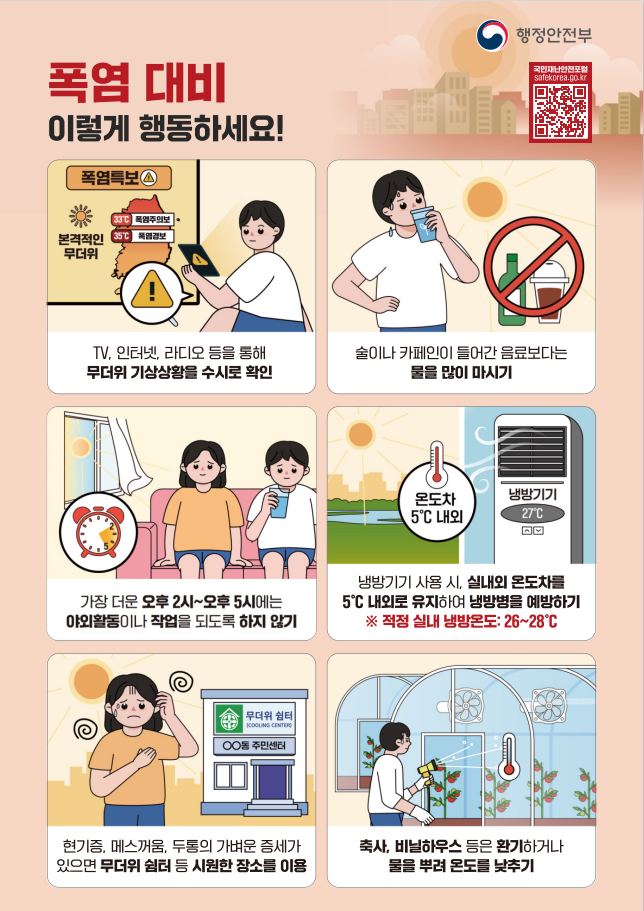 행정안전부
국민재난안전포털
safekorea.go.kr
폭염 대비
이렇게 행동하세요!
폭염특보
33℃ 폭염주의보
35℃ 폭염경보
본격적인
무더위
TV, 인터넷, 라디오 등을 통해
무더위 기상상황을 수시로 확인
술이나 카페인이 들어간 음료보다는
물을 많이 마시기
2
5
가장 더운 오후 2시~오후 5시에는
야외활동이나 작업을 되도록 하지 않기
온도차
5℃ 내외
냉방기기
27℃
냉방기기 사용 시, 실내외 온도차를
5℃ 내외로 유지하여 냉방병을 예방하기
※ 적정 실내 냉방온도: 26~28℃
무더위 쉼터
(COOLING CENTER)
○○동 주민센터
현기증, 메스꺼움, 두통의 가벼운 증세가
있으면 무더위 쉼터 등 시원한 장소를 이용
축사, 비닐하우스 등은 환기하거나
물을 뿌려 온도를 낮추기